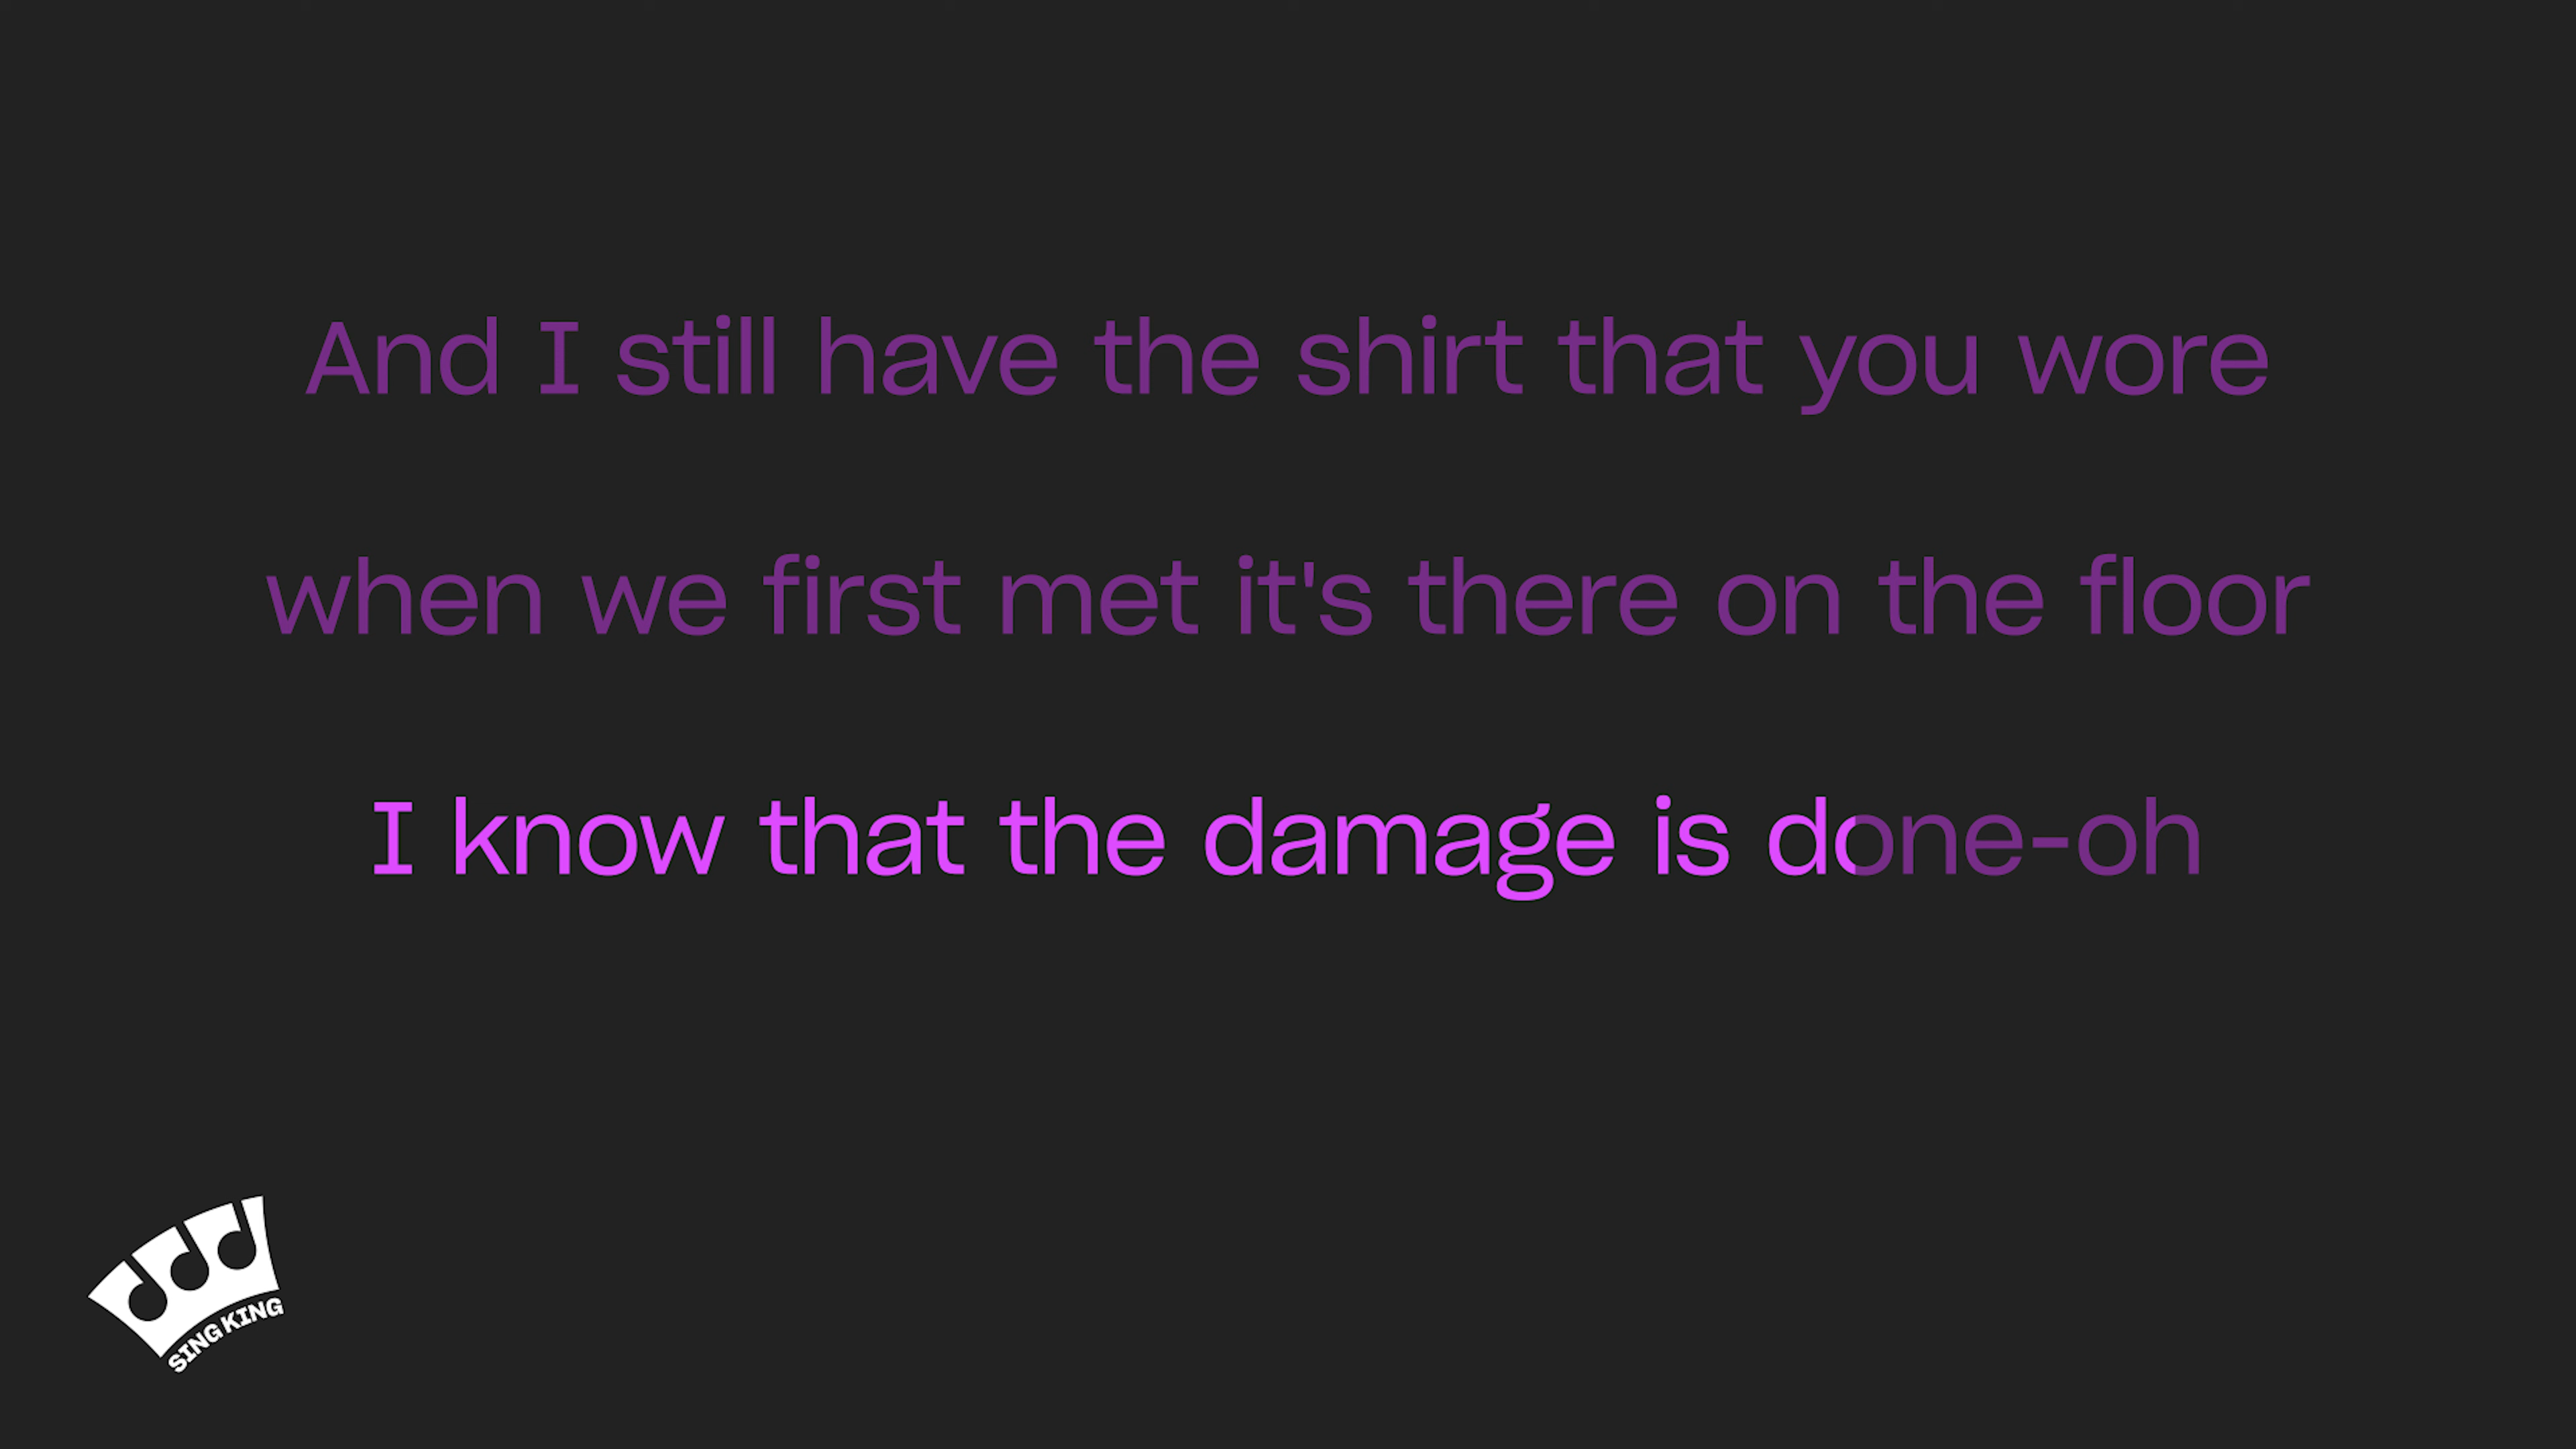 And I still have the shirt that you wore
when we first met it's there on the floor
I know that the damage is done-oh
SING KING